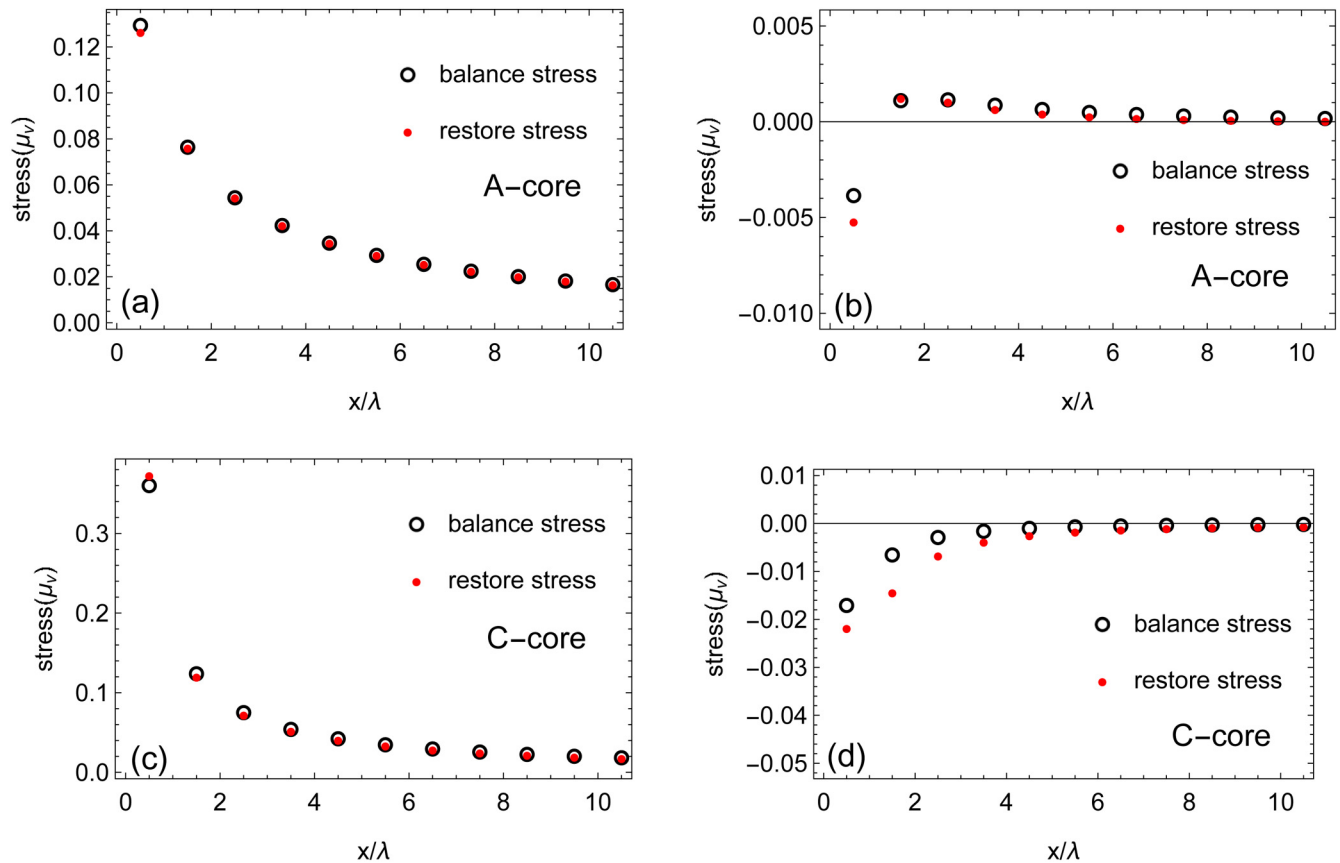 0.12
0.10
0.08
0.06
0.04
0.02
0.00
stress(μᵥ)
balance stress
restore stress
A-core
(a)
0 2 4 6 8 10
x/λ
0.005
0.000
-0.005
-0.010
stress(μᵥ)
balance stress
restore stress
A-core
(b)
0 2 4 6 8 10
x/λ
0.3
0.2
0.1
0.0
stress(μᵥ)
balance stress
restore stress
C-core
(c)
0 2 4 6 8 10
x/λ
0.01
0.00
-0.01
-0.02
-0.03
-0.04
-0.05
stress(μᵥ)
balance stress
restore stress
C-core
(d)
0 2 4 6 8 10
x/λ